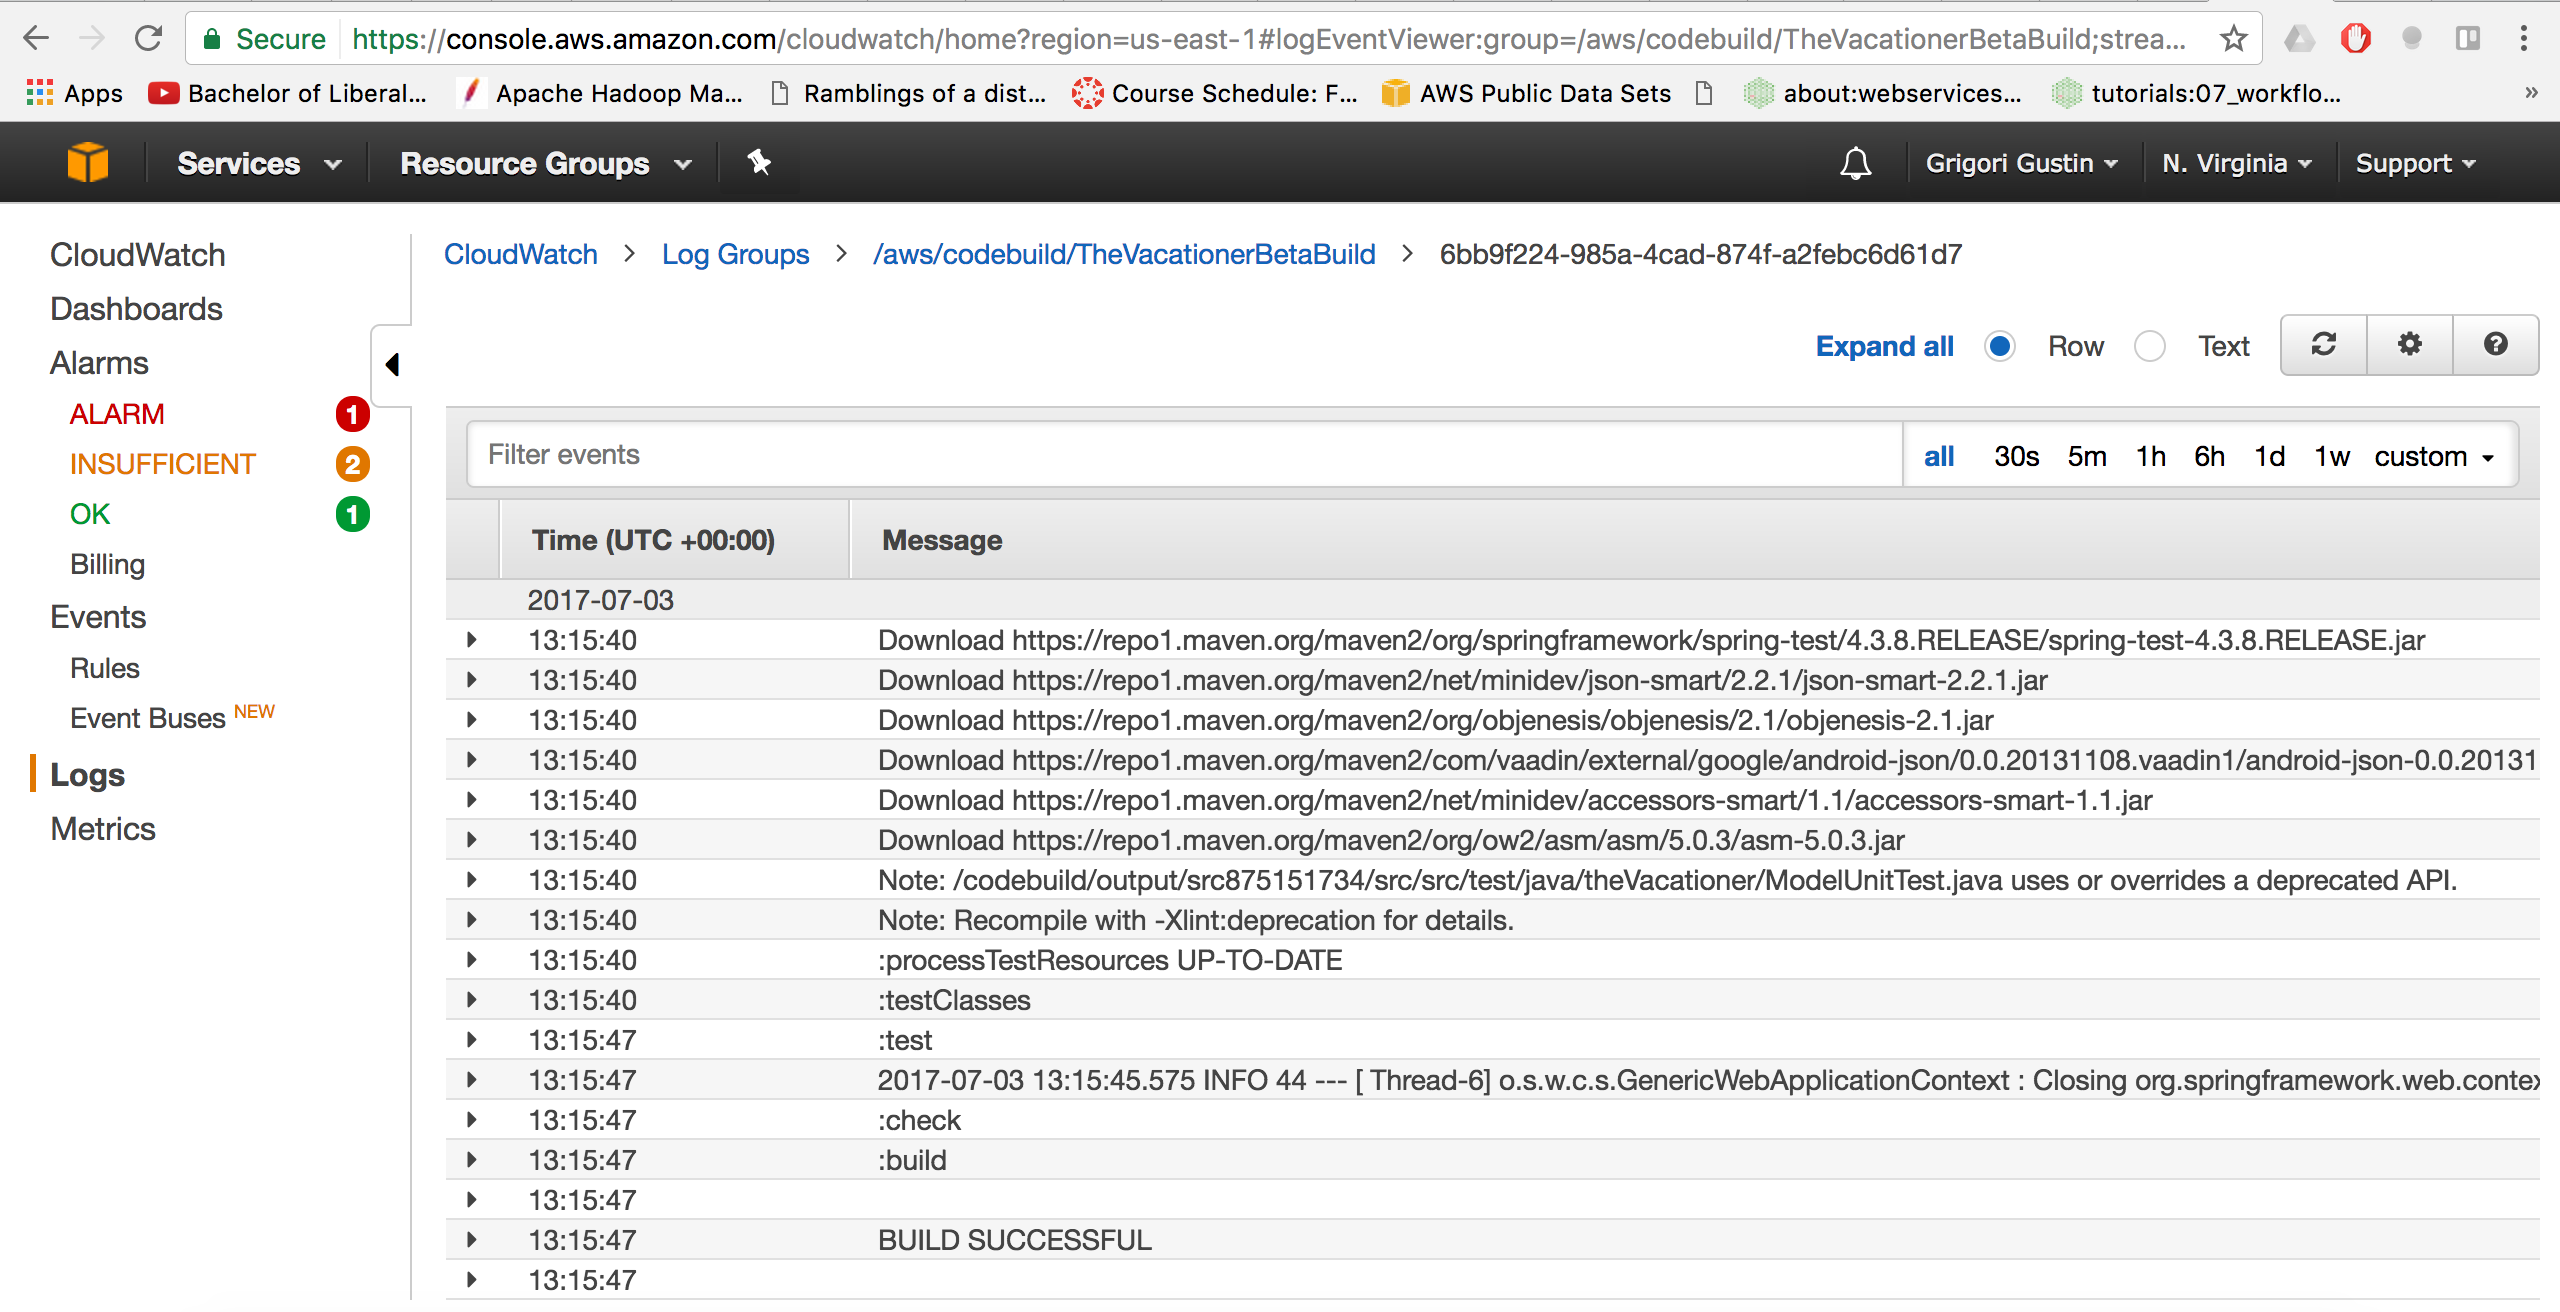 Secure https://console.aws.amazon.com/cloudwatch/home?region=us-east-1#logEventViewer:group=/aws/codebuild/TheVacationerBetaBuild;strea...
Apps Bachelor of Liberal... Apache Hadoop Ma... Ramblings of a dist... Course Schedule: F... AWS Public Data Sets about:webservices... tutorials:07_workflo... »
Services Resource Groups Grigori Gustin N. Virginia Support
CloudWatch
Dashboards
Alarms
ALARM 1
INSUFFICIENT 2
OK 1
Billing
Events
Rules
Event Buses NEW
Logs
Metrics
CloudWatch > Log Groups > /aws/codebuild/TheVacationerBetaBuild > 6bb9f224-985a-4cad-874f-a2febc6d61d7
Expand all Row Text
Filter events all 30s 5m 1h 6h 1d 1w custom
Time (UTC +00:00) Message
2017-07-03
13:15:40 Download https://repo1.maven.org/maven2/org/springframework/spring-test/4.3.8.RELEASE/spring-test-4.3.8.RELEASE.jar
13:15:40 Download https://repo1.maven.org/maven2/net/minidev/json-smart/2.2.1/json-smart-2.2.1.jar
13:15:40 Download https://repo1.maven.org/maven2/org/objenesis/objenesis/2.1/objenesis-2.1.jar
13:15:40 Download https://repo1.maven.org/maven2/com/vaadin/external/google/android-json/0.0.20131108.vaadin1/android-json-0.0.20131
13:15:40 Download https://repo1.maven.org/maven2/net/minidev/accessors-smart/1.1/accessors-smart-1.1.jar
13:15:40 Download https://repo1.maven.org/maven2/org/ow2/asm/asm/5.0.3/asm-5.0.3.jar
13:15:40 Note: /codebuild/output/src875151734/src/src/test/java/theVacationer/ModelUnitTest.java uses or overrides a deprecated API.
13:15:40 Note: Recompile with -Xlint:deprecation for details.
13:15:40 :processTestResources UP-TO-DATE
13:15:40 :testClasses
13:15:47 :test
13:15:47 2017-07-03 13:15:45.575 INFO 44 --- [ Thread-6] o.s.w.c.s.GenericWebApplicationContext : Closing org.springframework.web.contex
13:15:47 :check
13:15:47 :build
13:15:47
13:15:47 BUILD SUCCESSFUL
13:15:47